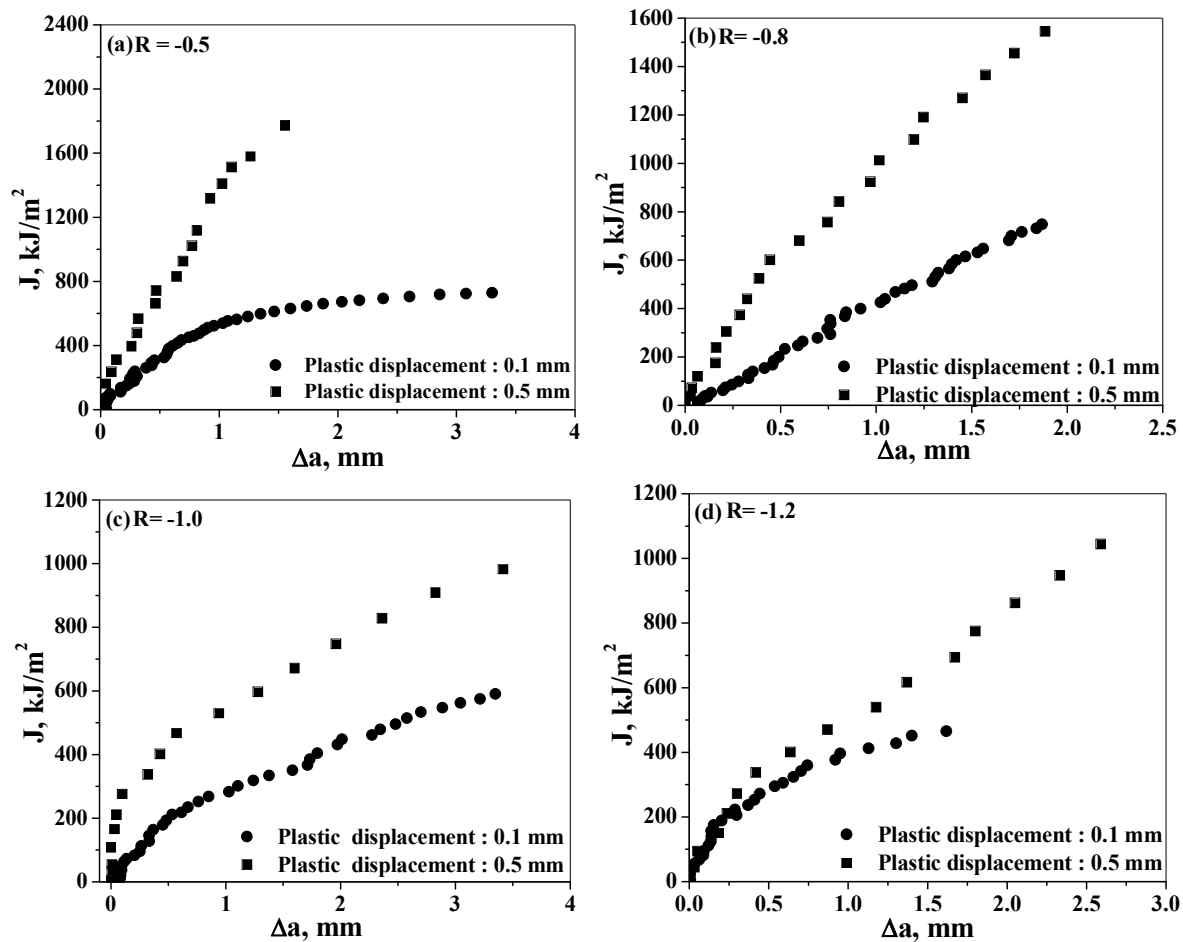 (a) R = -0.5
2400
2000
1600
1200
800
400
0
J, kJ/m²
Plastic displacement : 0.1 mm
Plastic displacement : 0.5 mm
0 1 2 3 4
Δa, mm
(b) R= -0.8
1600
1400
1200
1000
800
600
400
200
0
J, kJ/m²
Plastic displacement : 0.1 mm
Plastic displacement : 0.5 mm
0.0 0.5 1.0 1.5 2.0 2.5
Δa, mm
(c) R= -1.0
1200
1000
800
600
400
200
0
J, kJ/m²
Plastic displacement : 0.1 mm
Plastic displacement : 0.5 mm
0 1 2 3 4
Δa, mm
(d) R= -1.2
1200
1000
800
600
400
200
0
J, kJ/m²
Plastic displacement : 0.1 mm
Plastic displacement : 0.5 mm
0.0 0.5 1.0 1.5 2.0 2.5 3.0
Δa, mm